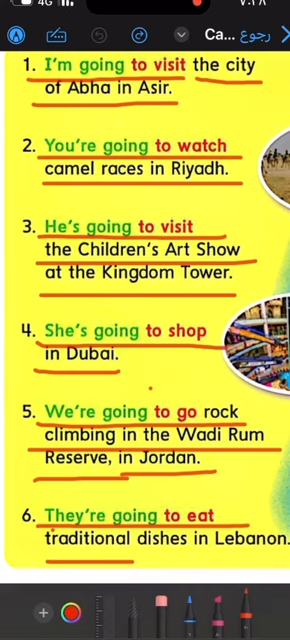 4G
٧:٢٨
Ca... رجوع
1. I'm going to visit the city
of Abha in Asir.
2. You're going to watch
camel races in Riyadh.
3. He's going to visit
the Children's Art Show
at the Kingdom Tower.
4. She's going to shop
in Dubai.
5. We're going to go rock
climbing in the Wadi Rum
Reserve, in Jordan.
6. They're going to eat
traditional dishes in Lebanon.